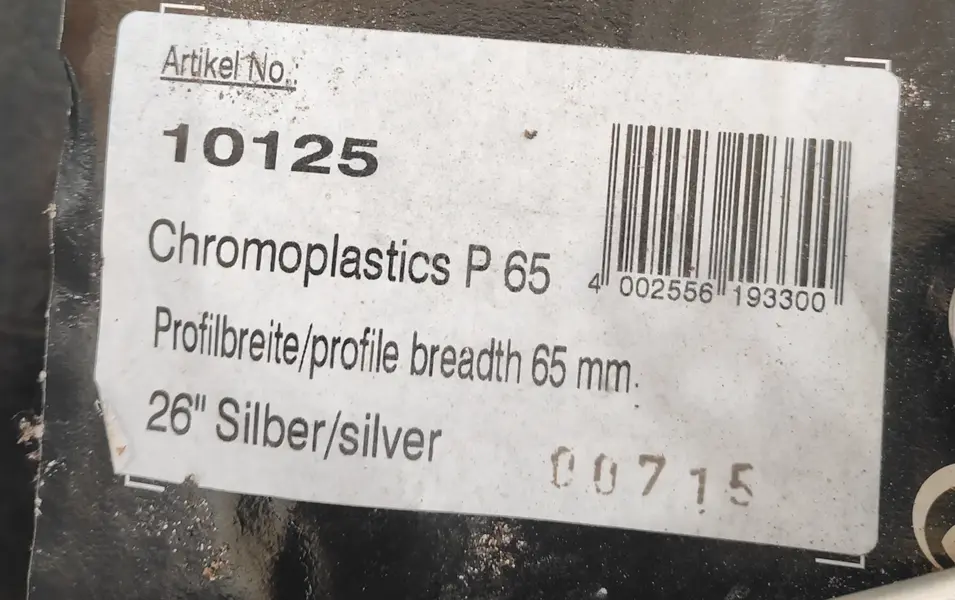 Artikel No.:
10125
Chromoplastics P 65
4 002556 193300
Profilbreite/profile breadth 65 mm.
26" Silber/silver
00715